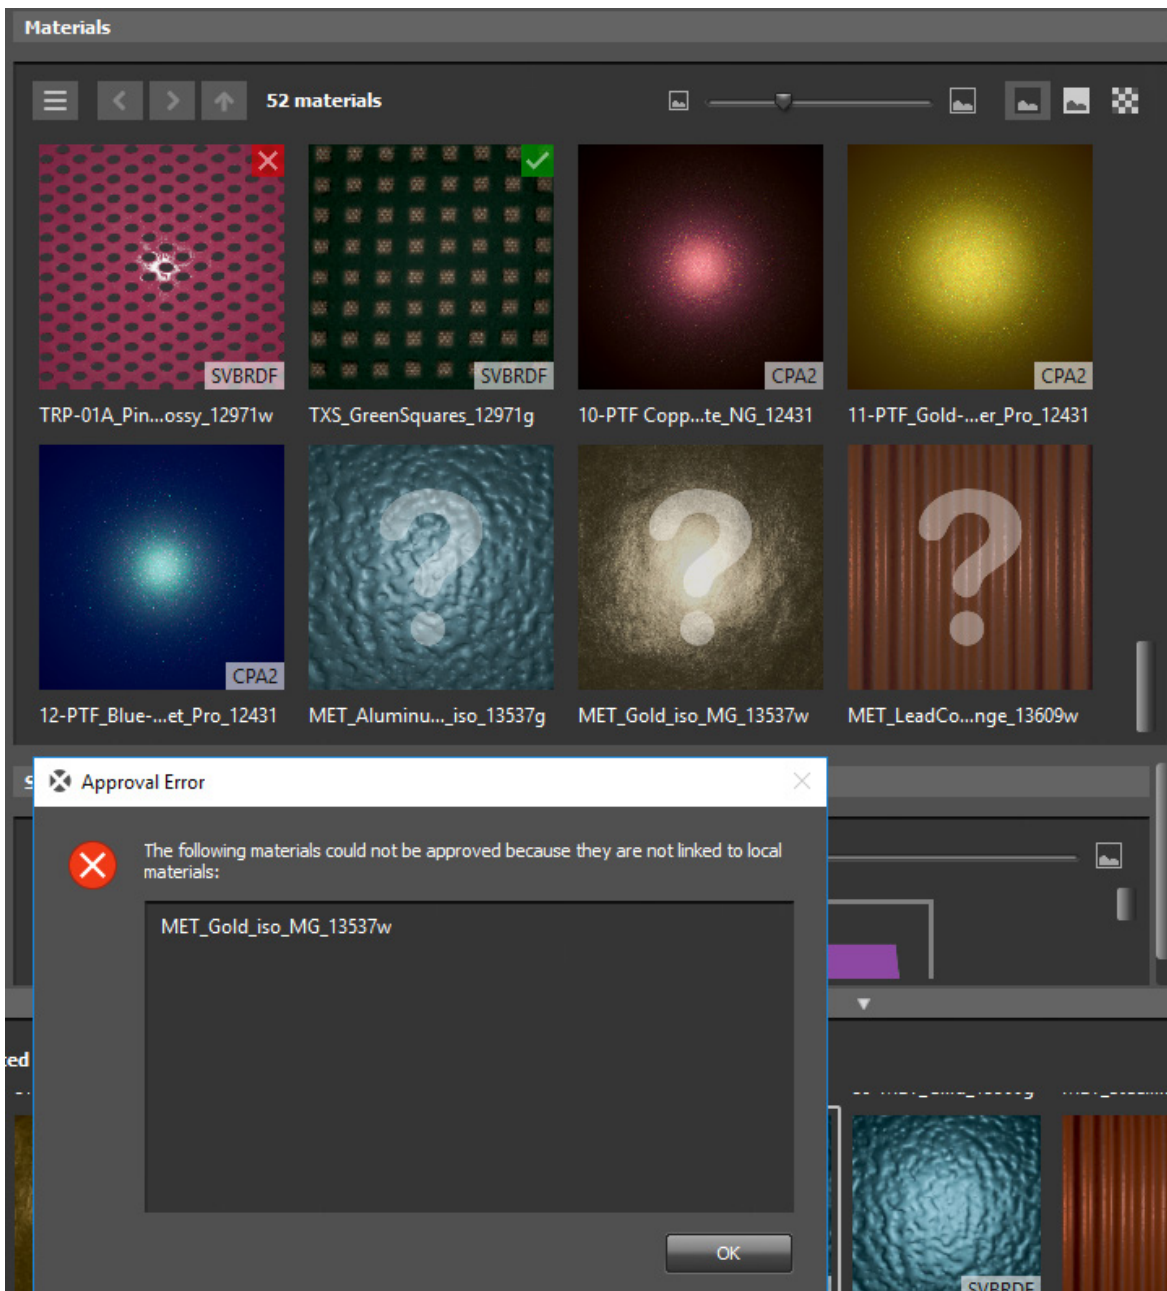 Materials
52 materials
SVBRDF
SVBRDF
CPA2
CPA2
TRP-01A_Pin...ossy_12971w
TXS_GreenSquares_12971g
10-PTF Copp...te_NG_12431
11-PTF_Gold-...er_Pro_12431
CPA2
12-PTF_Blue-...et_Pro_12431
MET_Aluminu..._iso_13537g
MET_Gold_iso_MG_13537w
MET_LeadCo...nge_13609w
Approval Error
The following materials could not be approved because they are not linked to local
materials:
MET_Gold_iso_MG_13537w
OK
SVBRDF